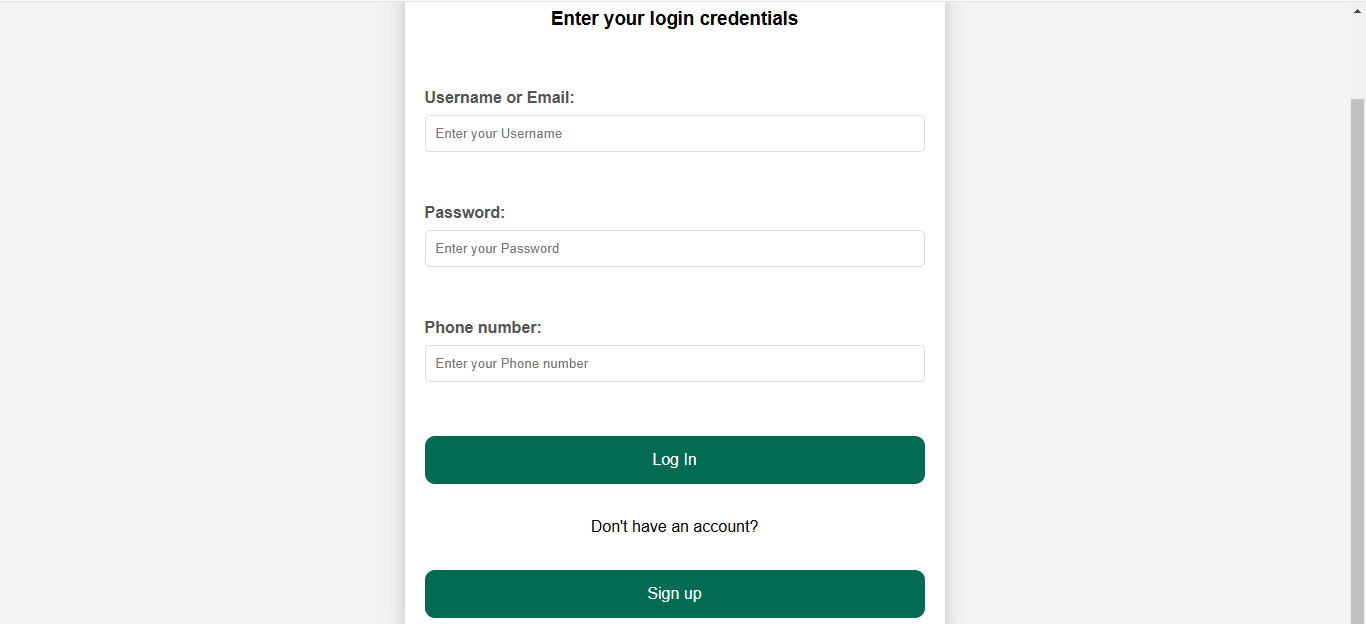 Enter your login credentials
Username or Email:
Enter your Username
Password:
Enter your Password
Phone number:
Enter your Phone number
Log In
Don't have an account?
Sign up